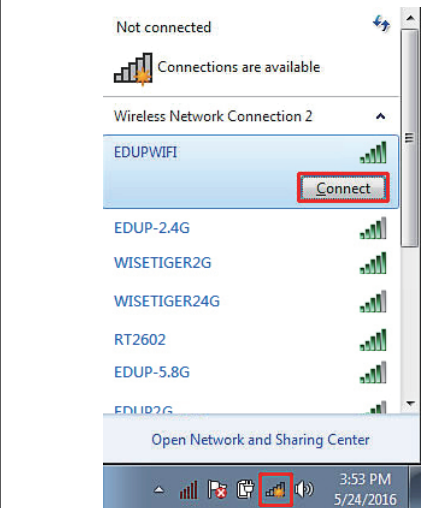 Not connected
Connections are available
Wireless Network Connection 2
EDUPWIFI
Connect
EDUP-2.4G
WISETIGER2G
WISETIGER24G
RT2602
EDUP-5.8G
EDUP2G
Open Network and Sharing Center
3:53 PM
5/24/2016